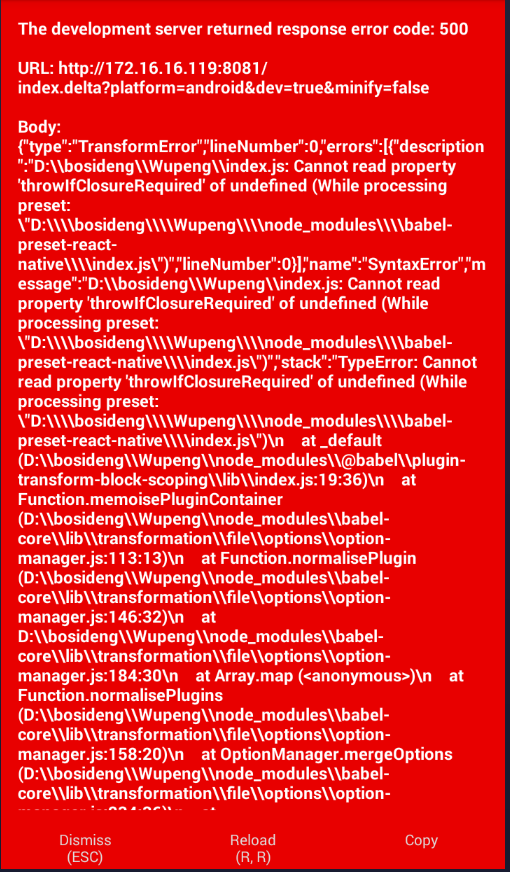 The development server returned response error code: 500
URL: http://172.16.16.119:8081/
index.delta?platform=android&dev=true&minify=false
Body:
{"type":"TransformError","lineNumber":0,"errors":[{"description
":"D:\\bosideng\\Wupeng\\index.js: Cannot read property
'throwIfClosureRequired' of undefined (While processing
preset:
\"D:\\\\bosideng\\\\Wupeng\\\\node_modules\\\\babel-
preset-react-
native\\\\index.js\")","lineNumber":0}],"name":"SyntaxError","m
essage":"D:\\bosideng\\Wupeng\\index.js: Cannot read
property 'throwIfClosureRequired' of undefined (While
processing preset:
\"D:\\\\bosideng\\\\Wupeng\\\\node_modules\\\\babel-
preset-react-native\\\\index.js\")","stack":"TypeError: Cannot
read property 'throwIfClosureRequired' of undefined (While
processing preset:
\"D:\\\\bosideng\\\\Wupeng\\\\node_modules\\\\babel-
preset-react-native\\\\index.js\")\n    at _default
(D:\\bosideng\\Wupeng\\node_modules\\@babel\\plugin-
transform-block-scoping\\lib\\index.js:19:36)\n    at
Function.memoisePluginContainer
(D:\\bosideng\\Wupeng\\node_modules\\babel-
core\\lib\\transformation\\file\\options\\option-
manager.js:113:13)\n    at Function.normalisePlugin
(D:\\bosideng\\Wupeng\\node_modules\\babel-
core\\lib\\transformation\\file\\options\\option-
manager.js:146:32)\n    at
D:\\bosideng\\Wupeng\\node_modules\\babel-
core\\lib\\transformation\\file\\options\\option-
manager.js:184:30\n    at Array.map (<anonymous>)\n    at
Function.normalisePlugins
(D:\\bosideng\\Wupeng\\node_modules\\babel-
core\\lib\\transformation\\file\\options\\option-
manager.js:158:20)\n    at OptionManager.mergeOptions
(D:\\bosideng\\Wupeng\\node_modules\\babel-
core\\lib\\transformation\\file\\options\\option-
Dismiss
(ESC)
Reload
(R, R)
Copy